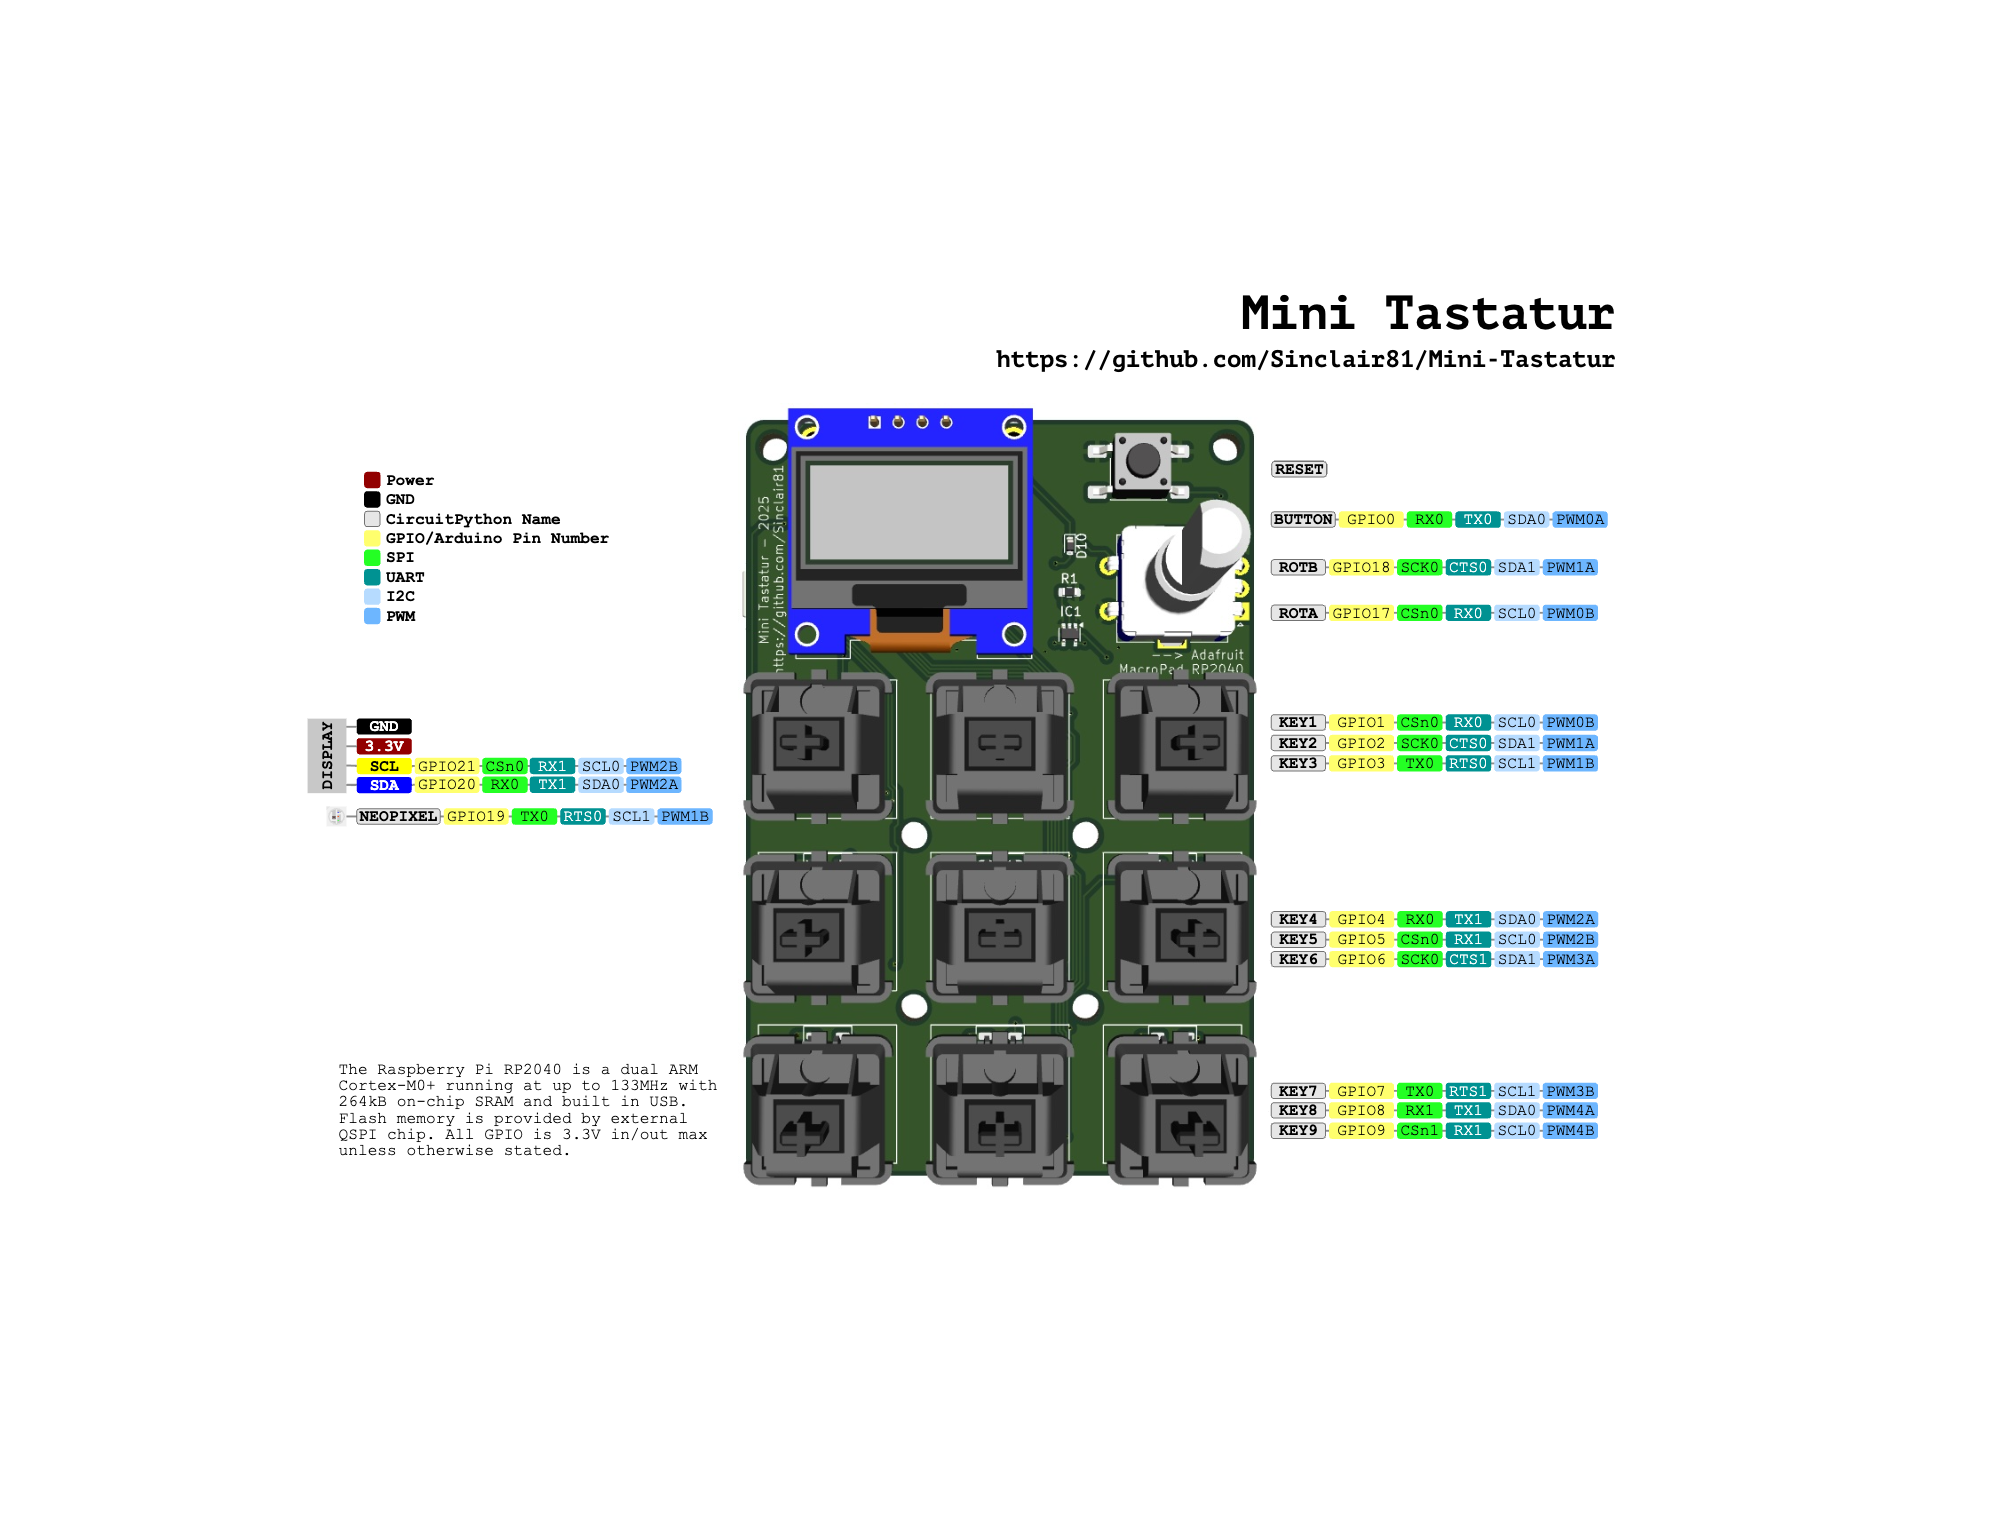 Mini Tastatur
https://github.com/Sinclair81/Mini-Tastatur
Power
GND
CircuitPython Name
GPIO/Arduino Pin Number
SPI
UART
I2C
PWM
DISPLAY
GND
3.3V
SCL GPIO21 CSn0 RX1 SCL0 PWM2B
SDA GPIO20 RX0 TX1 SDA0 PWM2A
NEOPIXEL GPIO19 TX0 RTS0 SCL1 PWM1B
The Raspberry Pi RP2040 is a dual ARM
Cortex-M0+ running at up to 133MHz with
264kB on-chip SRAM and built in USB.
Flash memory is provided by external
QSPI chip. All GPIO is 3.3V in/out max
unless otherwise stated.
Mini Tastatur - 2025
https://github.com/Sinclair81
D10
R1
IC1
--> Adafruit
MacroPad RP2040
RESET
BUTTON GPIO0 RX0 TX0 SDA0 PWM0A
ROTB GPIO18 SCK0 CTS0 SDA1 PWM1A
ROTA GPIO17 CSn0 RX0 SCL0 PWM0B
KEY1 GPIO1 CSn0 RX0 SCL0 PWM0B
KEY2 GPIO2 SCK0 CTS0 SDA1 PWM1A
KEY3 GPIO3 TX0 RTS0 SCL1 PWM1B
KEY4 GPIO4 RX0 TX1 SDA0 PWM2A
KEY5 GPIO5 CSn0 RX1 SCL0 PWM2B
KEY6 GPIO6 SCK0 CTS1 SDA1 PWM3A
KEY7 GPIO7 TX0 RTS1 SCL1 PWM3B
KEY8 GPIO8 RX1 TX1 SDA0 PWM4A
KEY9 GPIO9 CSn1 RX1 SCL0 PWM4B